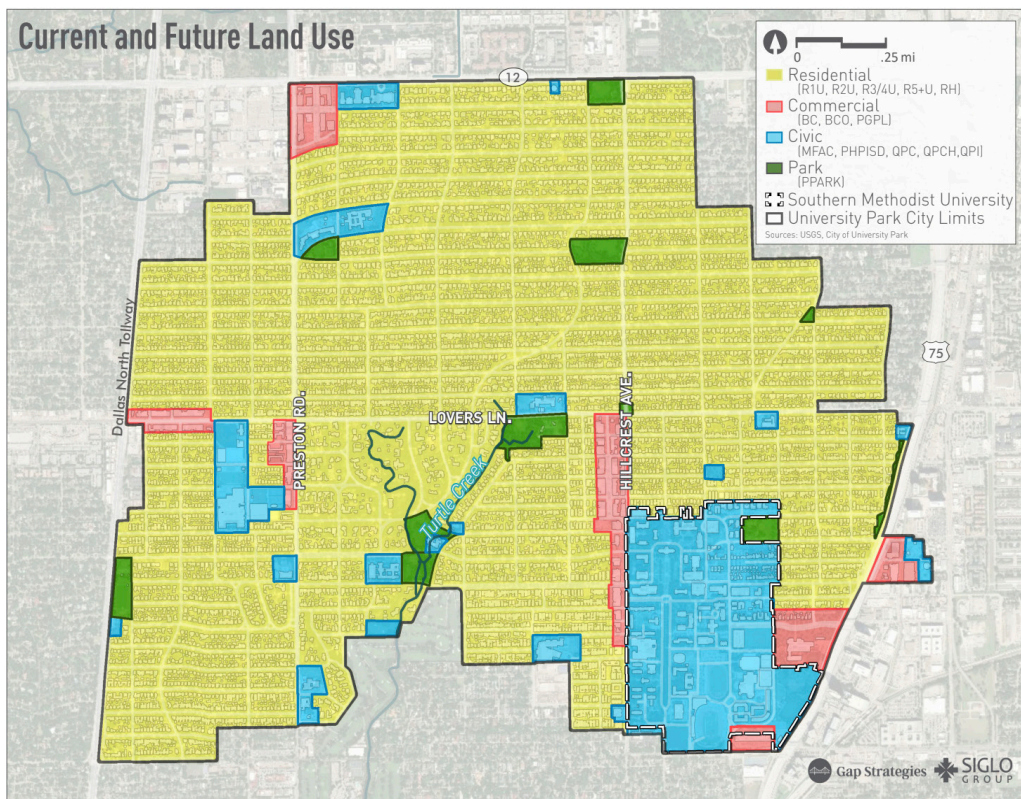 Current and Future Land Use
0 .25 mi
Residential
(R1U, R2U, R3/4U, R5+U, RH)
Commercial
(BC, BCO, PGPL)
Civic
(MFAC, PHPISD, QPC, QPCH,QPI)
Park
(PPARK)
Southern Methodist University
University Park City Limits
Sources: USGS, City of University Park
12
Dallas North Tollway
PRESTON RD.
LOVERS LN.
HILLCREST AVE.
75
Turtle Creek
Gap Strategies
SIGLO
GROUP